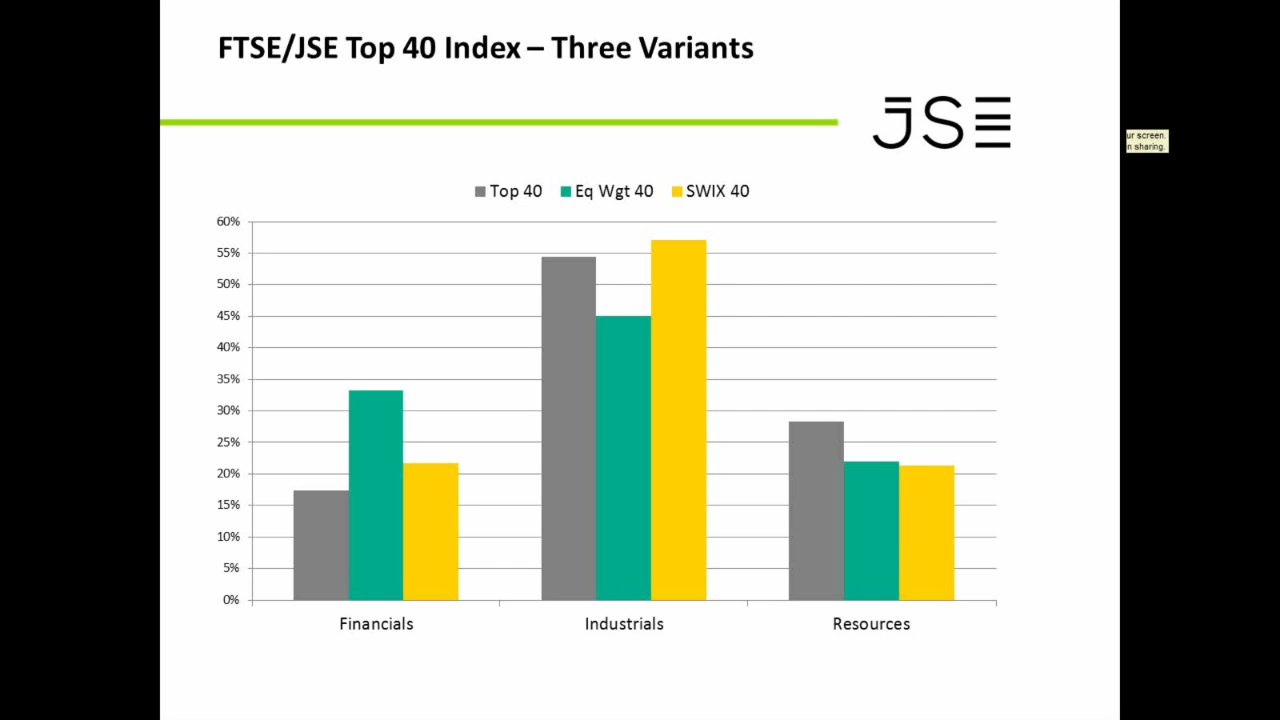 FTSE/JSE Top 40 Index – Three Variants
JSE
ur screen.
n sharing.
Top 40 Eq Wgt 40 SWIX 40
60%
55%
50%
45%
40%
35%
30%
25%
20%
15%
10%
5%
0%
Financials Industrials Resources